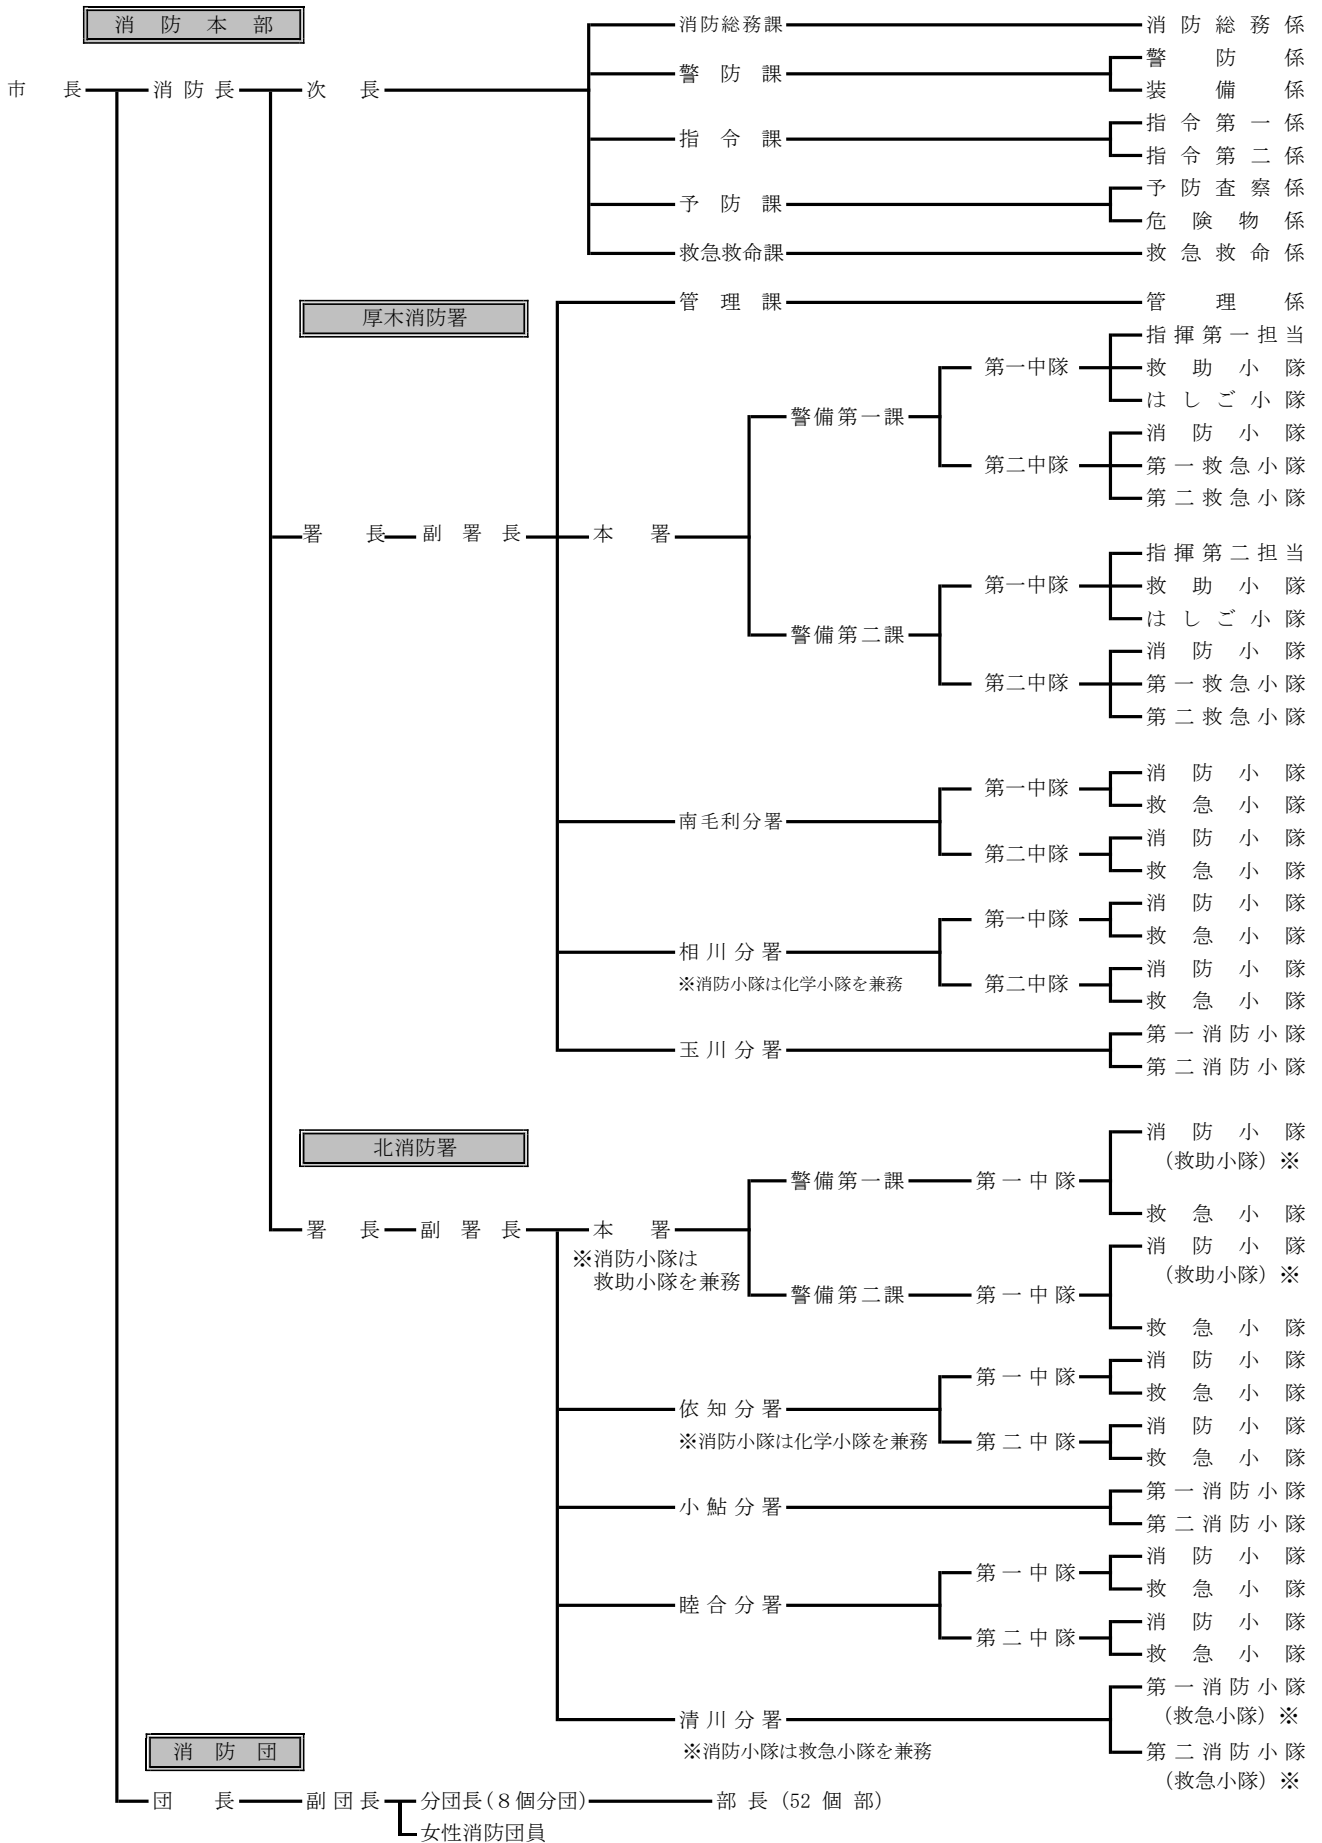 消防本部
消防総務課 消防総務係
警防課 警防係
装備係
市長 消防長 次長
指令課 指令第一係
指令第二係
予防課 予防査察係
危険物係
救急救命課 救急救命係
厚木消防署
管理課 管理係
指揮第一担当
第一中隊 救助小隊
はしご小隊
警備第一課
消防小隊
第二中隊 第一救急小隊
第二救急小隊
署長 副署長 本署
指揮第二担当
第一中隊 救助小隊
はしご小隊
警備第二課
消防小隊
第二中隊 第一救急小隊
第二救急小隊
消防小隊
第一中隊
救急小隊
南毛利分署
消防小隊
第二中隊
救急小隊
消防小隊
第一中隊
救急小隊
相川分署
消防小隊
※消防小隊は化学小隊を兼務 第二中隊
救急小隊
第一消防小隊
玉川分署
第二消防小隊
北消防署
消防小隊
(救助小隊)※
警備第一課 第一中隊
救急小隊
署長 副署長 本署
消防小隊
※消防小隊は
救助小隊を兼務
(救助小隊)※
警備第二課 第一中隊
救急小隊
消防小隊
第一中隊
救急小隊
依知分署
消防小隊
※消防小隊は化学小隊を兼務 第二中隊
救急小隊
第一消防小隊
小鮎分署
第二消防小隊
消防小隊
第一中隊
救急小隊
睦合分署
消防小隊
第二中隊
救急小隊
第一消防小隊
(救急小隊)※
清川分署
※消防小隊は救急小隊を兼務
第二消防小隊
(救急小隊)※
消防団
団長 副団長 分団長(8個分団) 部長(52個部)
女性消防団員